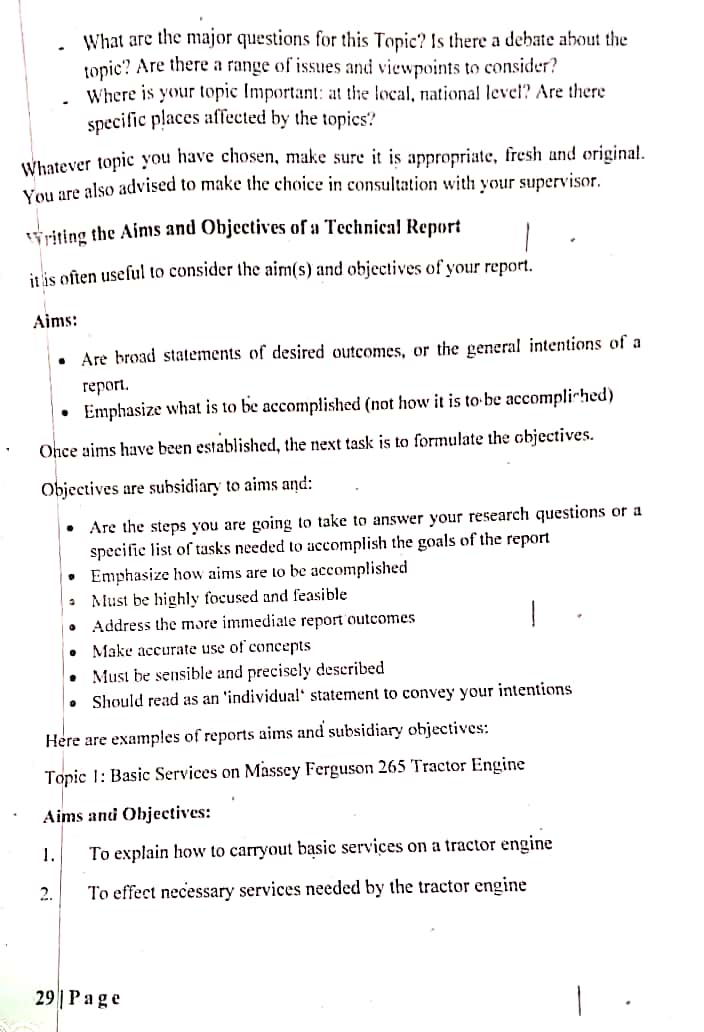 - What are the major questions for this Topic? Is there a debate about the
topic? Are there a range of issues and viewpoints to consider?
- Where is your topic Important: at the local, national level? Are there
specific places affected by the topics?
Whatever topic you have chosen, make sure it is appropriate, fresh and original.
You are also advised to make the choice in consultation with your supervisor.
Writing the Aims and Objectives of a Technical Report
it is often useful to consider the aim(s) and objectives of your report.
Aims:
• Are broad statements of desired outcomes, or the general intentions of a
report.
• Emphasize what is to be accomplished (not how it is to be accomplished)
Once aims have been established, the next task is to formulate the objectives.
Objectives are subsidiary to aims and:
• Are the steps you are going to take to answer your research questions or a
specific list of tasks needed to accomplish the goals of the report
• Emphasize how aims are to be accomplished
• Must be highly focused and feasible
• Address the more immediate report outcomes
• Make accurate use of concepts
• Must be sensible and precisely described
• Should read as an 'individual‘ statement to convey your intentions
Here are examples of reports aims and subsidiary objectives:
Topic 1: Basic Services on Massey Ferguson 265 Tractor Engine
Aims and Objectives:
1. To explain how to carryout basic services on a tractor engine
2. To effect necessary services needed by the tractor engine
29 | Page